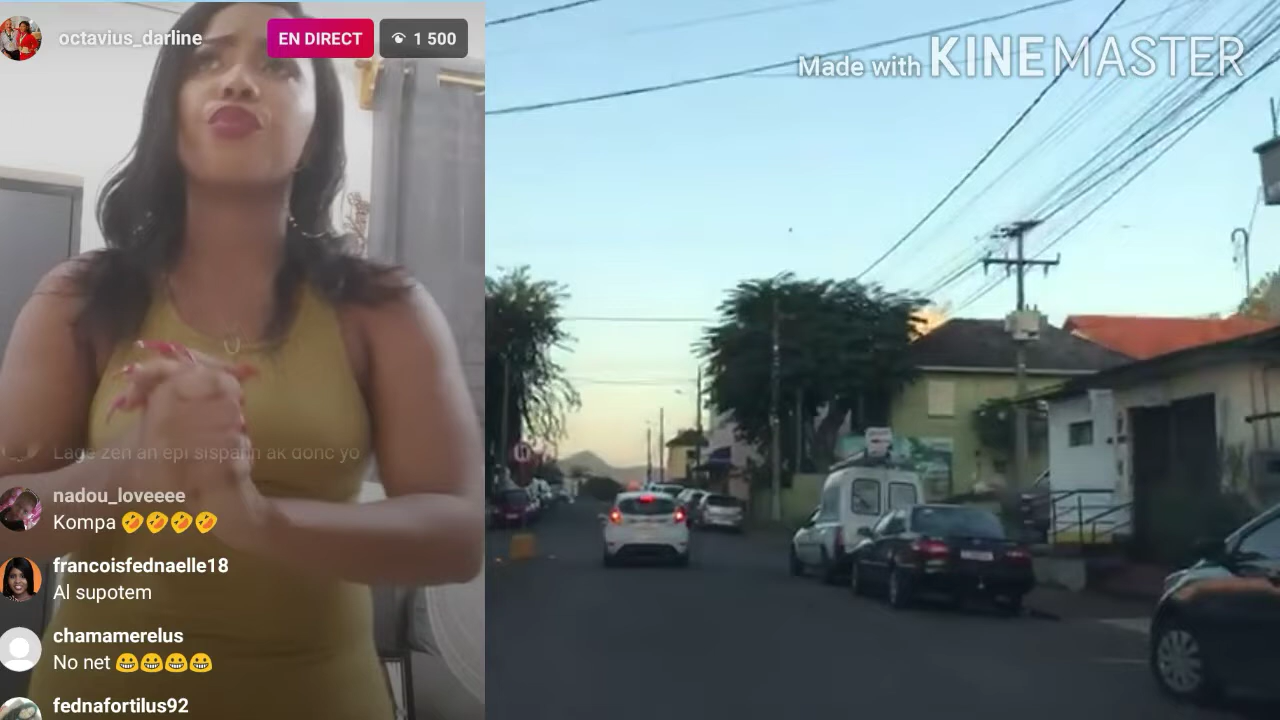 octavius_darline
EN DIRECT
1 500
Made with KINEMASTER
Lage zen an epi sispann ak donc yo
nadou_loveeee
Kompa 🤣🤣🤣🤣
francoisfednaelle18
Al supotem
chamamerelus
No net 😀😀😀😀
fednafortilus92